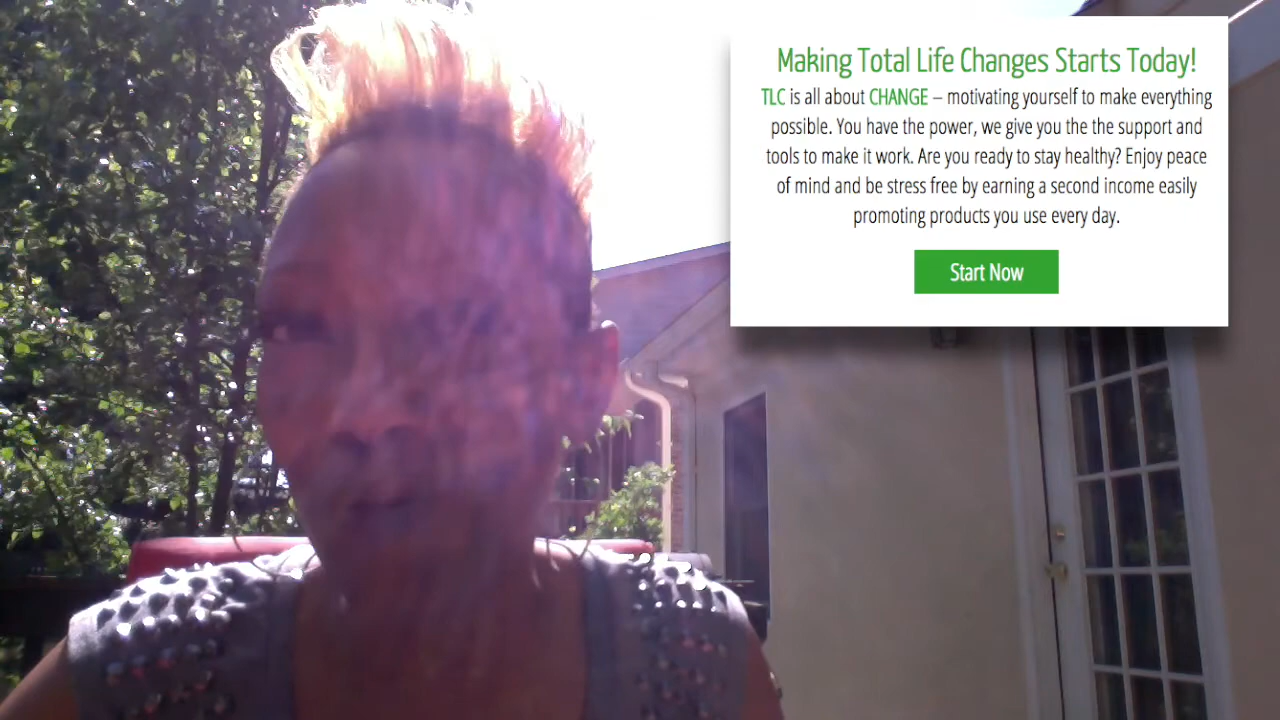 Making Total Life Changes Starts Today!
TLC is all about CHANGE – motivating yourself to make everything
possible. You have the power, we give you the the support and
tools to make it work. Are you ready to stay healthy? Enjoy peace
of mind and be stress free by earning a second income easily
promoting products you use every day.
Start Now